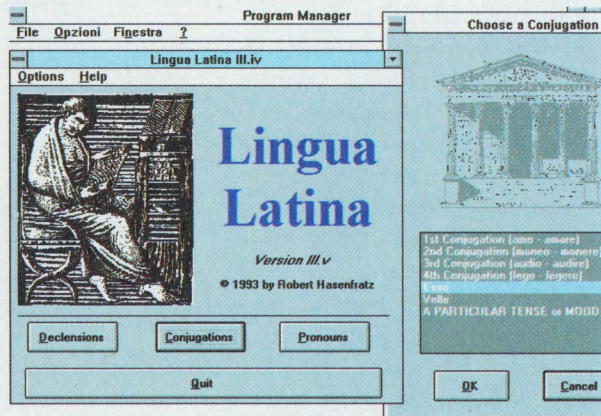 Program Manager
File Opzioni Finestra ?
Lingua Latina III.iv
Options Help
Lingua
Latina
Version III.v
© 1993 by Robert Hasenfratz
Declensions Conjugations Pronouns
Quit
Choose a Conjugation
1st Conjugation (amo - amare)
2nd Conjugation (moneo - monere)
3rd Conjugation (audio - audire)
4th Conjugation (lego - legere)
Esse
Velle
A PARTICULAR TENSE or MOOD
OK Cancel